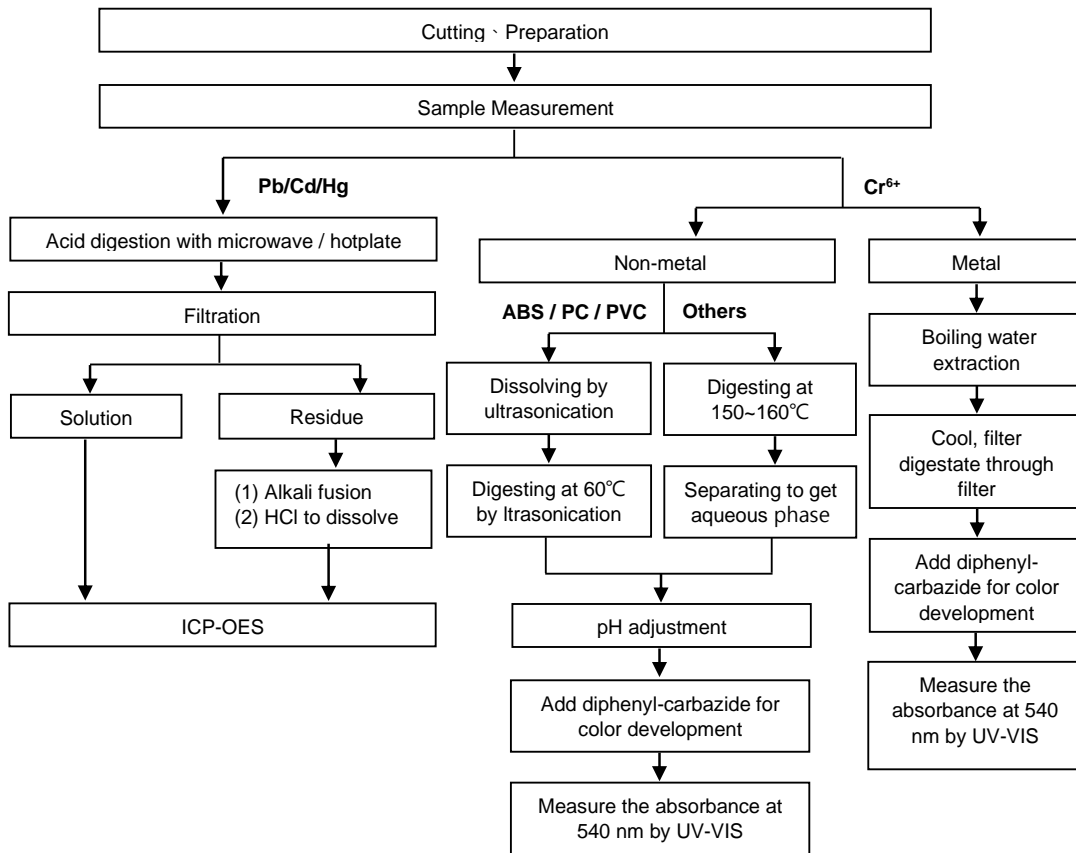 Cutting、Preparation
Sample Measurement
Pb/Cd/Hg
Cr6+
Acid digestion with microwave / hotplate
Non-metal
Metal
Filtration
ABS / PC / PVC
Others
Boiling water
extraction
Solution
Residue
Dissolving by
ultrasonication
Digesting at
150~160℃
Cool, filter
digestate through
filter
(1) Alkali fusion
(2) HCl to dissolve
Digesting at 60℃
by Itrasonication
Separating to get
aqueous phase
Add diphenyl-
carbazide for color
development
ICP-OES
pH adjustment
Measure the
absorbance at 540
nm by UV-VIS
Add diphenyl-carbazide for
color development
Measure the absorbance at
540 nm by UV-VIS